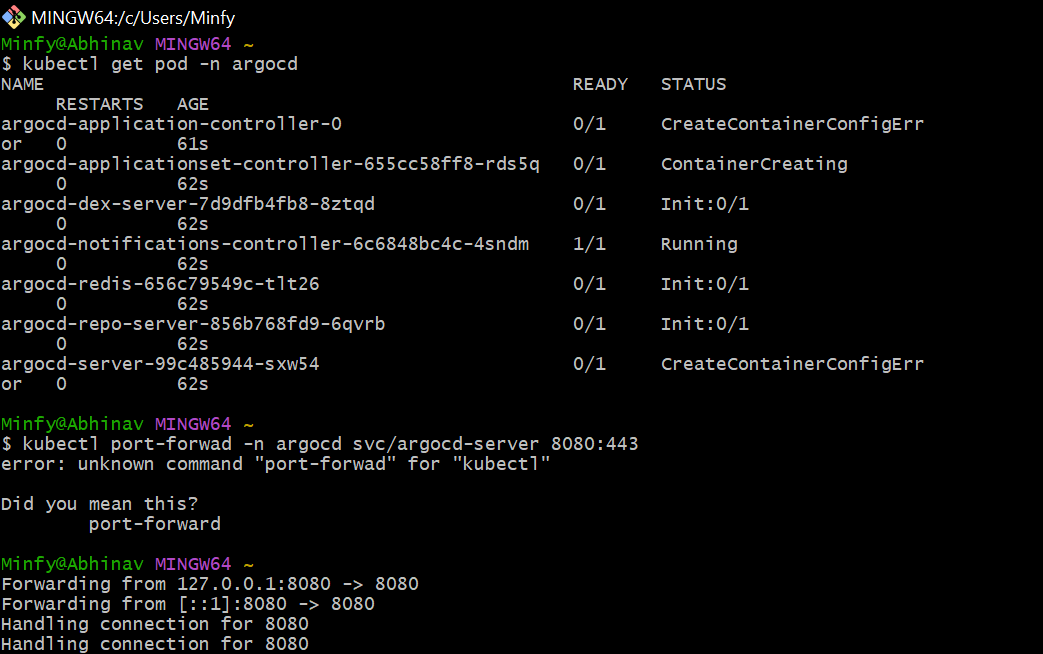 MINGW64:/c/Users/Minfy
Minfy@Abhinav MINGW64 ~
$ kubectl get pod -n argocd
NAME                                                READY   STATUS
     RESTARTS   AGE
argocd-application-controller-0                     0/1     CreateContainerConfigErr
or   0          61s
argocd-applicationset-controller-655cc58ff8-rds5q   0/1     ContainerCreating
     0          62s
argocd-dex-server-7d9dfb4fb8-8ztqd                  0/1     Init:0/1
     0          62s
argocd-notifications-controller-6c6848bc4c-4sndm    1/1     Running
     0          62s
argocd-redis-656c79549c-tlt26                       0/1     Init:0/1
     0          62s
argocd-repo-server-856b768fd9-6qvrb                 0/1     Init:0/1
     0          62s
argocd-server-99c485944-sxw54                       0/1     CreateContainerConfigErr
or   0          62s
Minfy@Abhinav MINGW64 ~
$ kubectl port-forwad -n argocd svc/argocd-server 8080:443
error: unknown command "port-forwad" for "kubectl"
Did you mean this?
        port-forward
Minfy@Abhinav MINGW64 ~
Forwarding from 127.0.0.1:8080 -> 8080
Forwarding from [::1]:8080 -> 8080
Handling connection for 8080
Handling connection for 8080